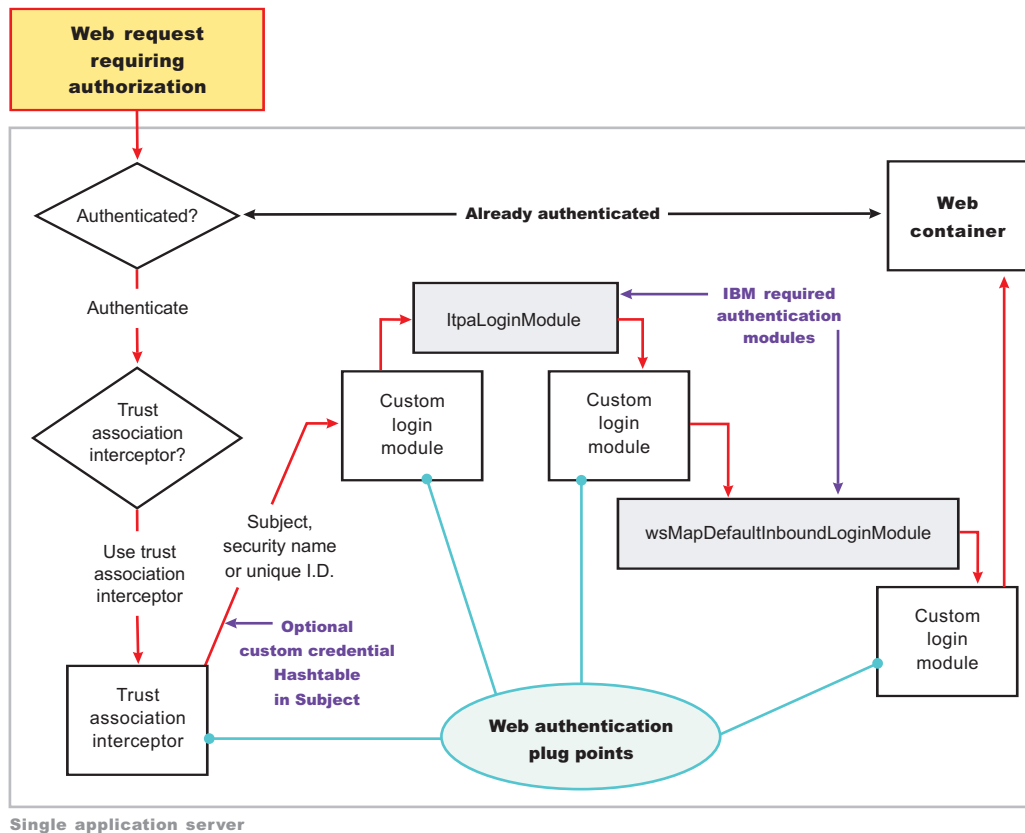 Web request
requiring
authorization
Authenticated?
Already authenticated
Web
container
Authenticate
ltpaLoginModule
IBM required
authentication
modules
Custom
login
module
Custom
login
module
Trust
association
interceptor?
wsMapDefaultInboundLoginModule
Subject,
security name
or unique I.D.
Use trust
association
interceptor
Optional
custom credential
Hashtable
in Subject
Custom
login
module
Trust
association
interceptor
Web authentication
plug points
Single application server